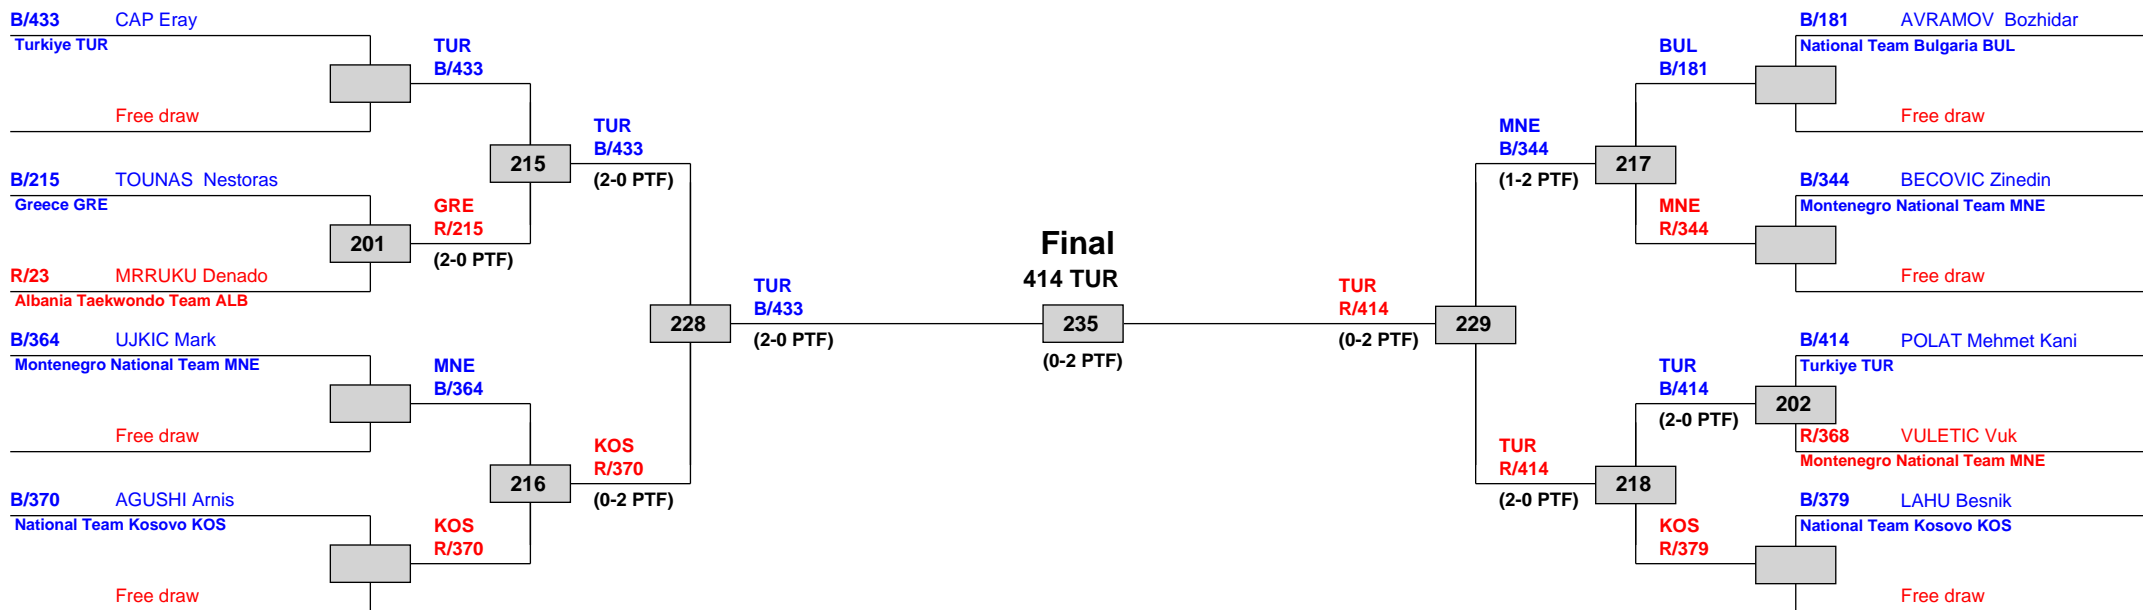 B/433 CAP Eray
Turkiye TUR
Free draw
B/215 TOUNAS Nestoras
Greece GRE
R/23 MRRUKU Denado
Albania Taekwondo Team ALB
B/364 UJKIC Mark
Montenegro National Team MNE
Free draw
B/370 AGUSHI Arnis
National Team Kosovo KOS
Free draw
TUR
B/433
201
GRE
R/215
(2-0 PTF)
MNE
B/364
KOS
R/370
215
TUR
B/433
(2-0 PTF)
216
KOS
R/370
(0-2 PTF)
228
TUR
B/433
(2-0 PTF)
Final
414 TUR
235
(0-2 PTF)
TUR
R/414
(0-2 PTF)
229
MNE
B/344
(1-2 PTF)
217
TUR
R/414
(2-0 PTF)
218
BUL
B/181
MNE
R/344
TUR
B/414
(2-0 PTF)
202
KOS
R/379
B/181 AVRAMOV Bozhidar
National Team Bulgaria BUL
Free draw
B/344 BECOVIC Zinedin
Montenegro National Team MNE
Free draw
B/414 POLAT Mehmet Kani
Turkiye TUR
R/368 VULETIC Vuk
Montenegro National Team MNE
B/379 LAHU Besnik
National Team Kosovo KOS
Free draw